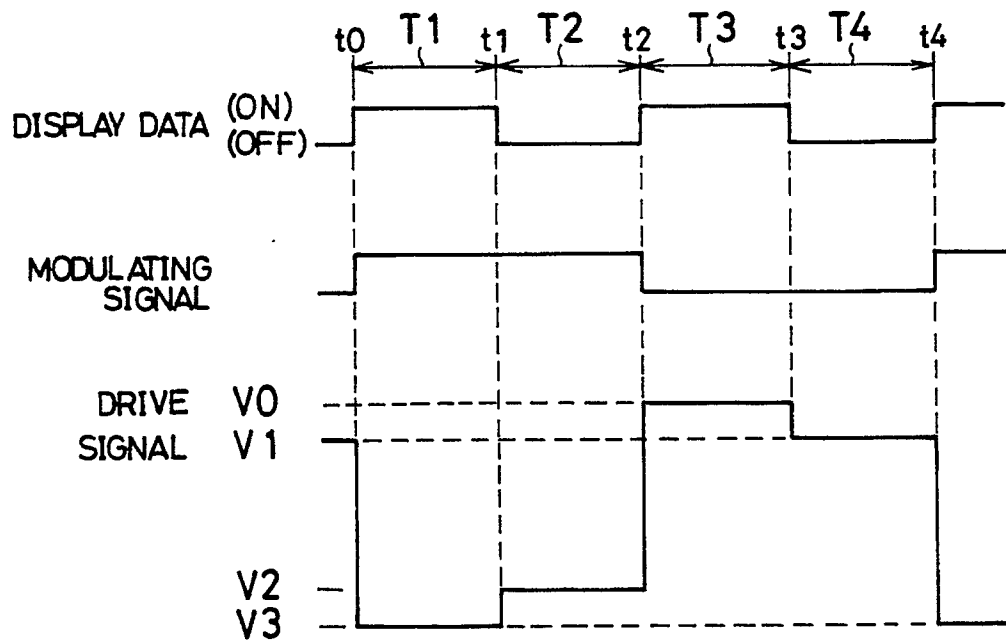 t0 T1 t1 T2 t2 T3 t3 T4 t4
DISPLAY DATA (ON)
(OFF)
MODULATING
SIGNAL
DRIVE V0
SIGNAL V1
V2
V3